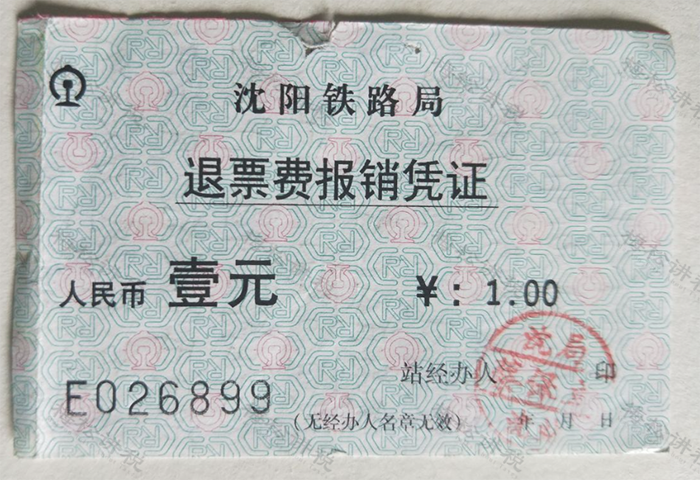 沈阳铁路局
退票费报销凭证
人民币 壹元 ¥: 1.00
站经办人 印
E026899
(无经办人名章无效) 年 月 日